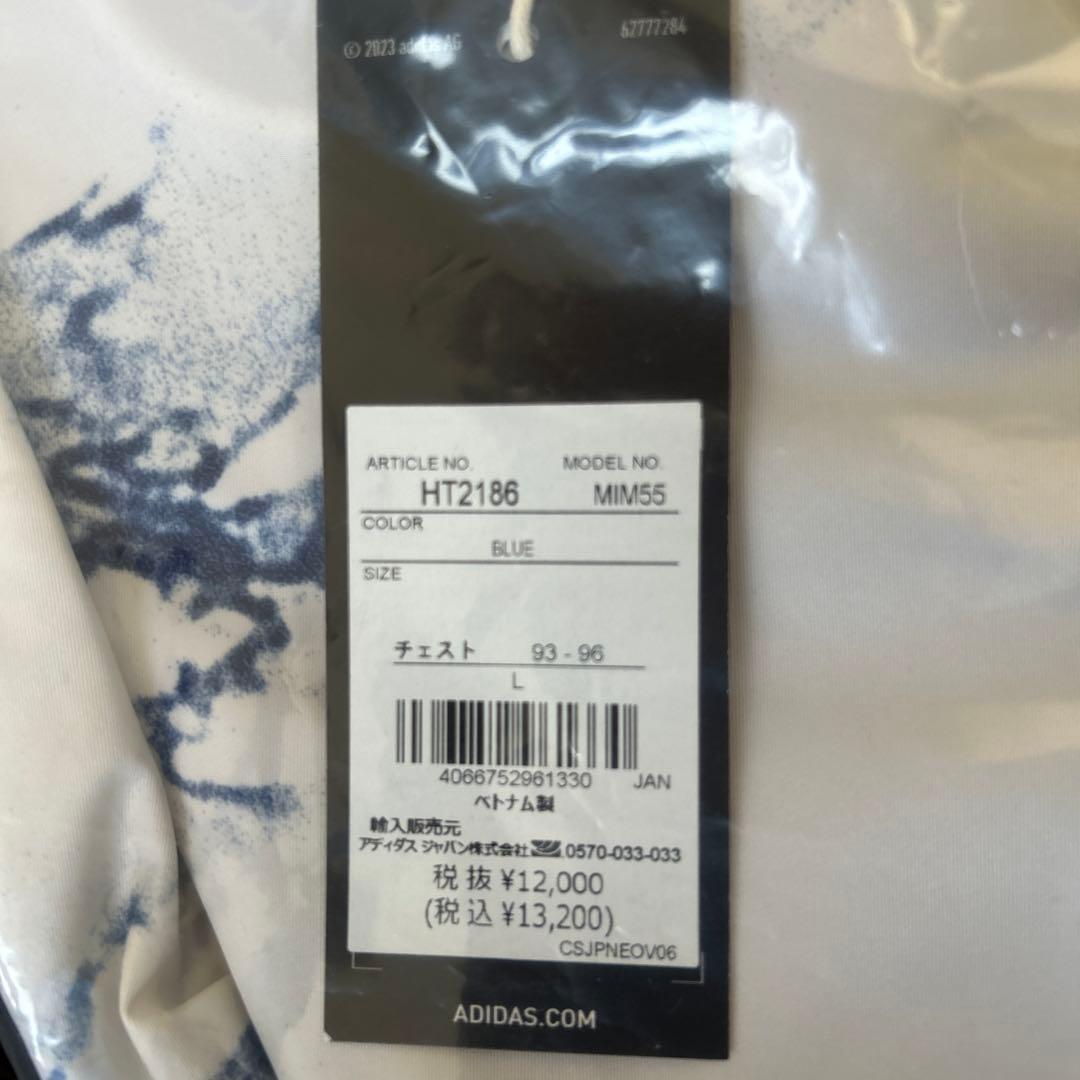 © 2023 adidas AG 62777284
ARTICLE NO. MODEL NO.
HT2186 MIM55
COLOR
BLUE
SIZE
チェスト 93 - 96
L
4066752961330 JAN
ベトナム製
輸入販売元
アディダス ジャパン株式会社 0570-033-033
税抜 ¥12,000
(税込 ¥13,200)
CSJPNEOV06
ADIDAS.COM